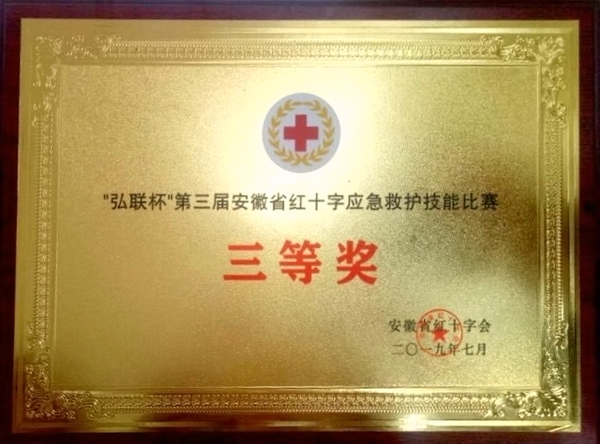 "弘联杯"第三届安徽省红十字应急救护技能比赛
三等奖
安徽省红十字会
二〇一九年七月